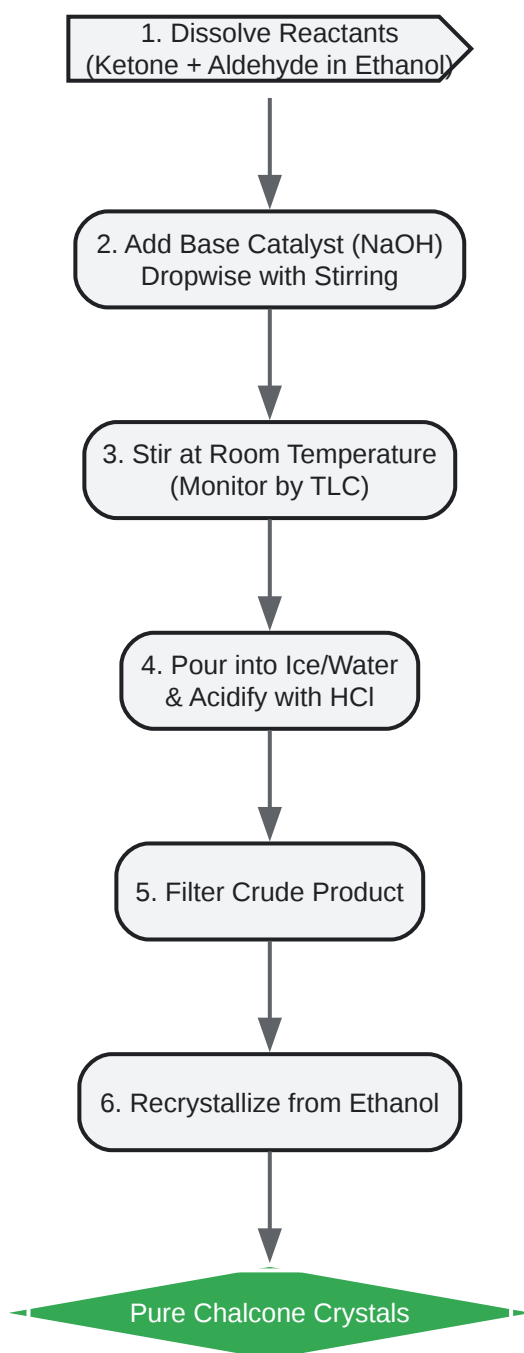 1. Dissolve Reactants
(Ketone + Aldehyde in Ethanol)
2. Add Base Catalyst (NaOH)
Dropwise with Stirring
3. Stir at Room Temperature
(Monitor by TLC)
4. Pour into Ice/Water
& Acidify with HCl
5. Filter Crude Product
6. Recrystallize from Ethanol
Pure Chalcone Crystals